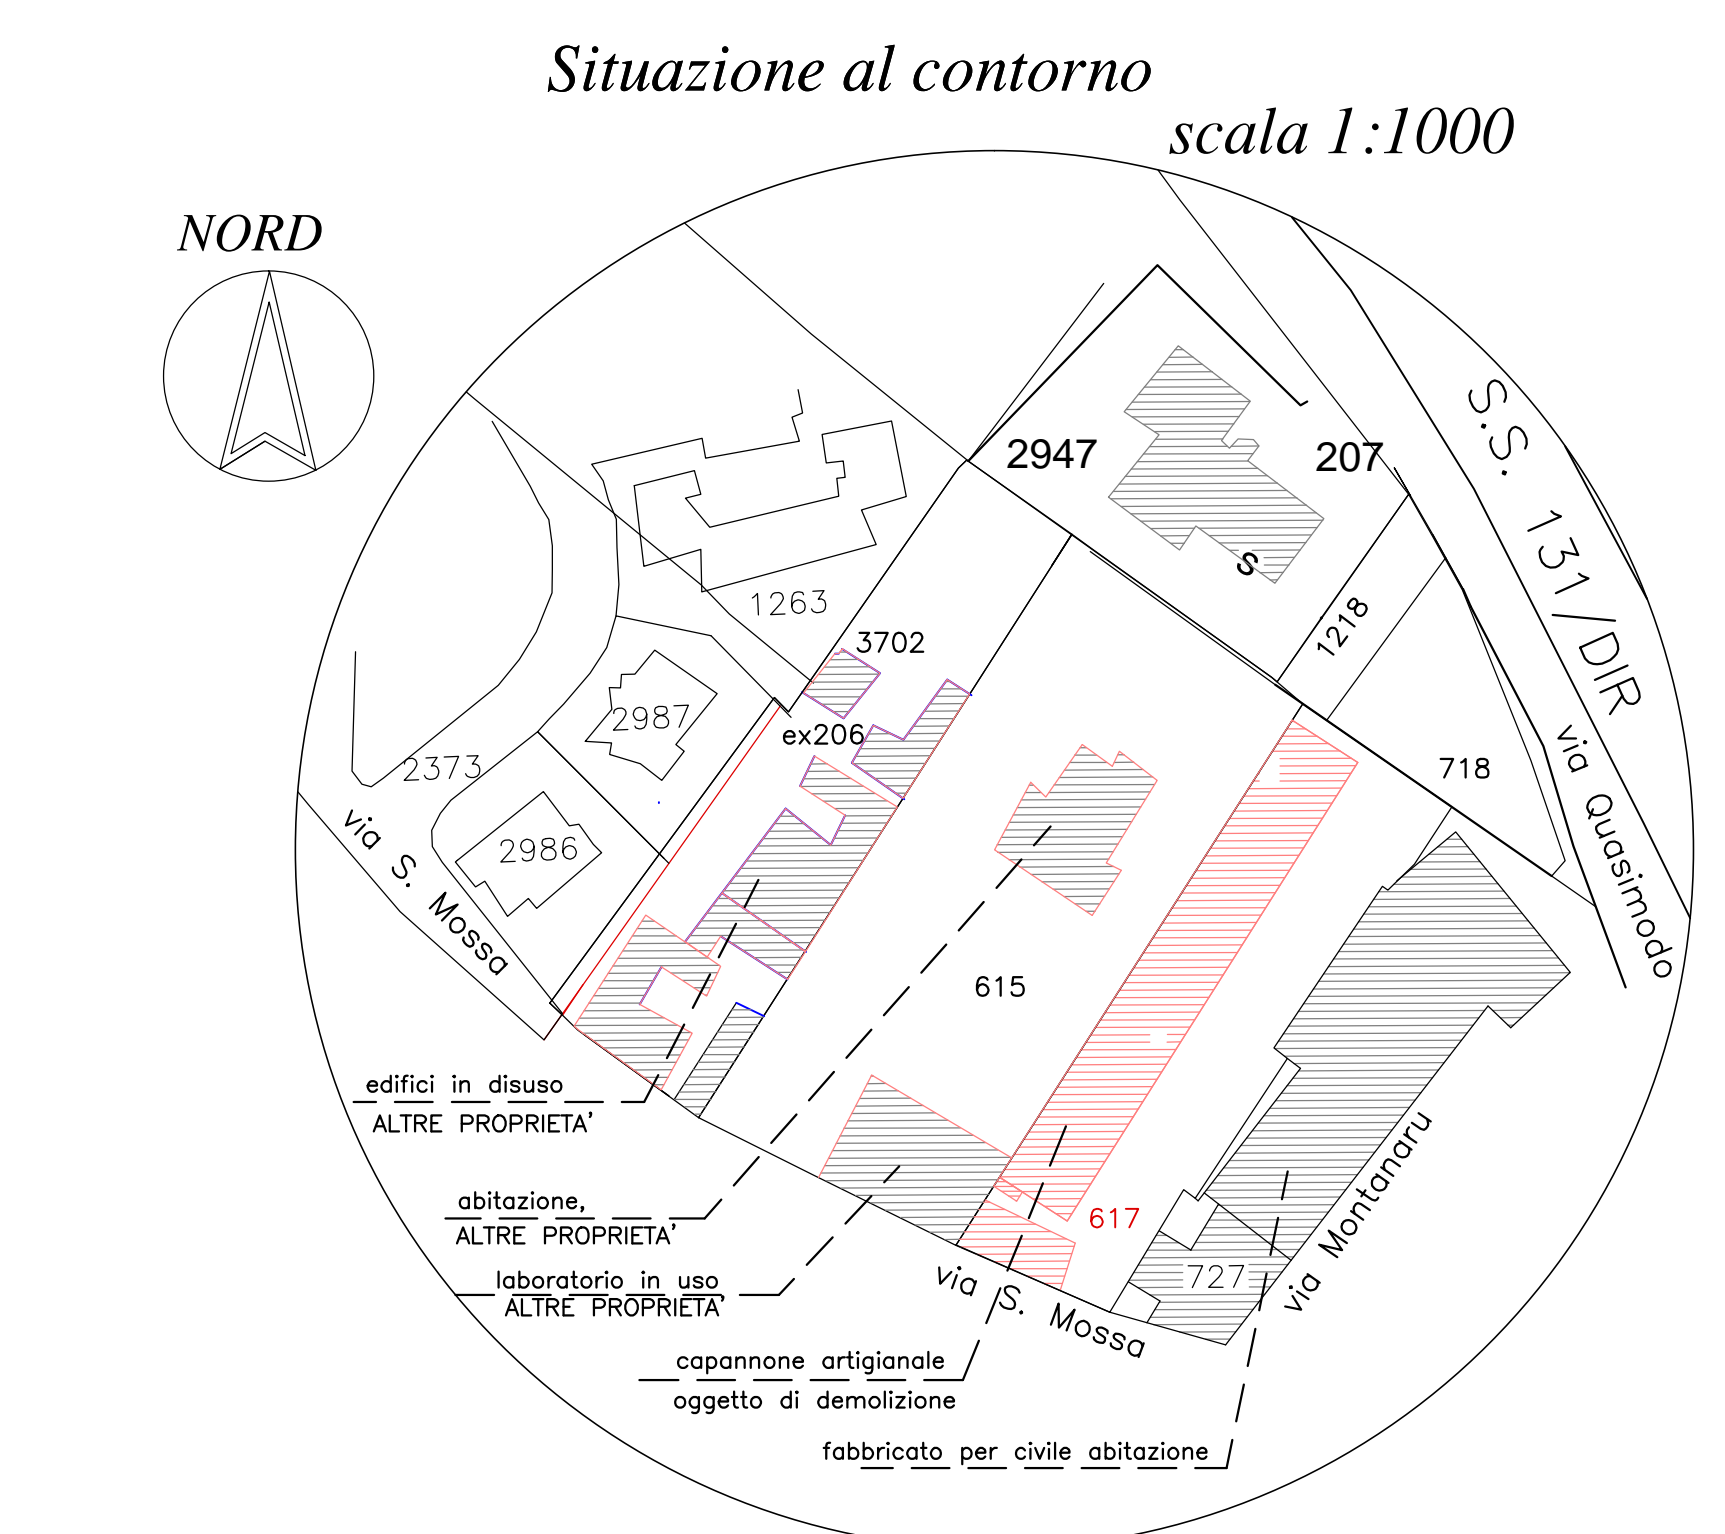 Situazione al contorno
scala 1:1000
NORD
S.S. 131/DIR
2947
207
S
1263
1218
3702
2987
ex206
2373
718
via Quasimodo
2986
via S. Mossa
615
edifici in disuso
ALTRE PROPRIETA'
abitazione,
ALTRE PROPRIETA'
617
via Montanaru
laboratorio in uso
ALTRE PROPRIETA'
727
via S. Mossa
capannone artigianale
oggetto di demolizione
fabbricato per civile abitazione